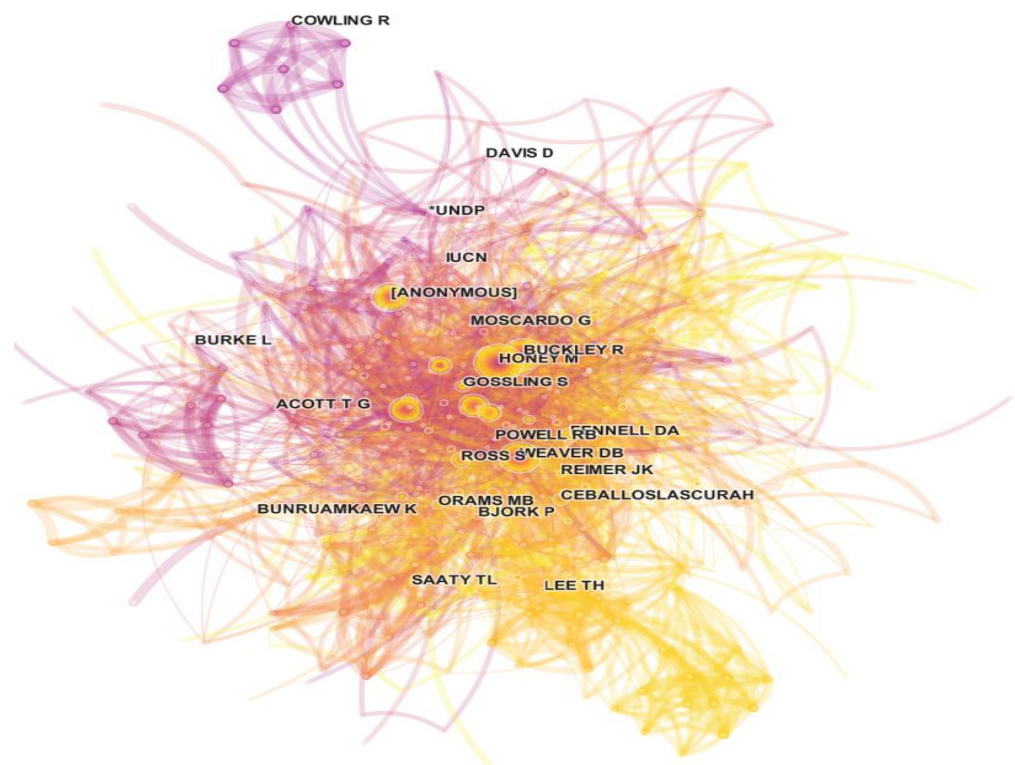 COWLING R
DAVIS D
*UNDP
IUCN
[ANONYMOUS]
MOSCARDO G
BURKE L
BUCKLEY R
HONEY M
GOSSLING S
ACOTT T G
POWELL RB
FENNELL DA
ROSS S
WEAVER DB
REIMER JK
CEBALLOSLASCURAH
ORAMS MB
BUNRUAMKAEW K
BJORK P
SAATY TL
LEE TH